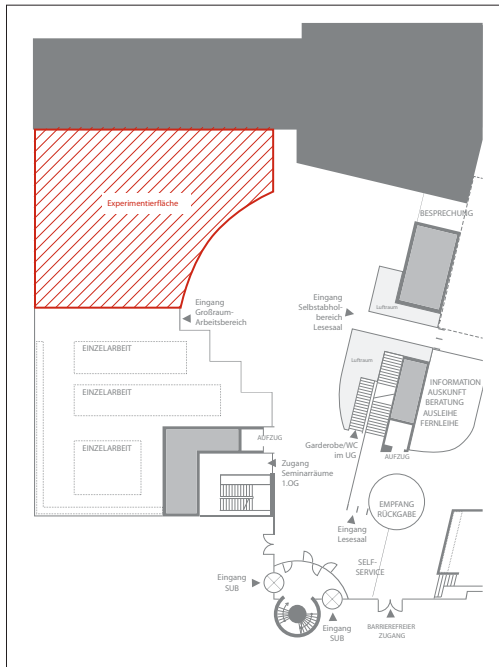 Experimentierfläche
BESPRECHUNG
Luftraum
Eingang
Selbstabhol-
bereich
Lesesaal
Eingang
Großraum-
Arbeitsbereich
EINZELARBEIT
EINZELARBEIT
EINZELARBEIT
Luftraum
INFORMATION
AUSKUNFT
BERATUNG
AUSLEIHE
FERNLEIHE
AUFZUG
Garderobe/WC
im UG
AUFZUG
Zugang
Seminarräume
1.OG
EMPFANG
RÜCKGABE
Eingang
Lesesaal
SELF-
SERVICE
Eingang
SUB
Eingang
SUB
BARRIEREFREIER
ZUGANG